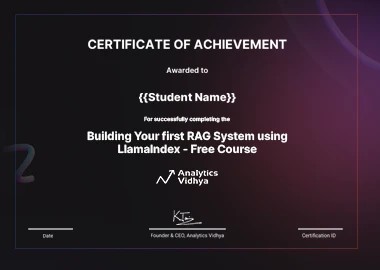 CERTIFICATE OF ACHIEVEMENT
Awarded to
{{Student Name}}
For successfully completing the
Building Your first RAG System using
LlamaIndex - Free Course
Analytics
Vidhya
Date
Founder & CEO, Analytics Vidhya
Certification ID